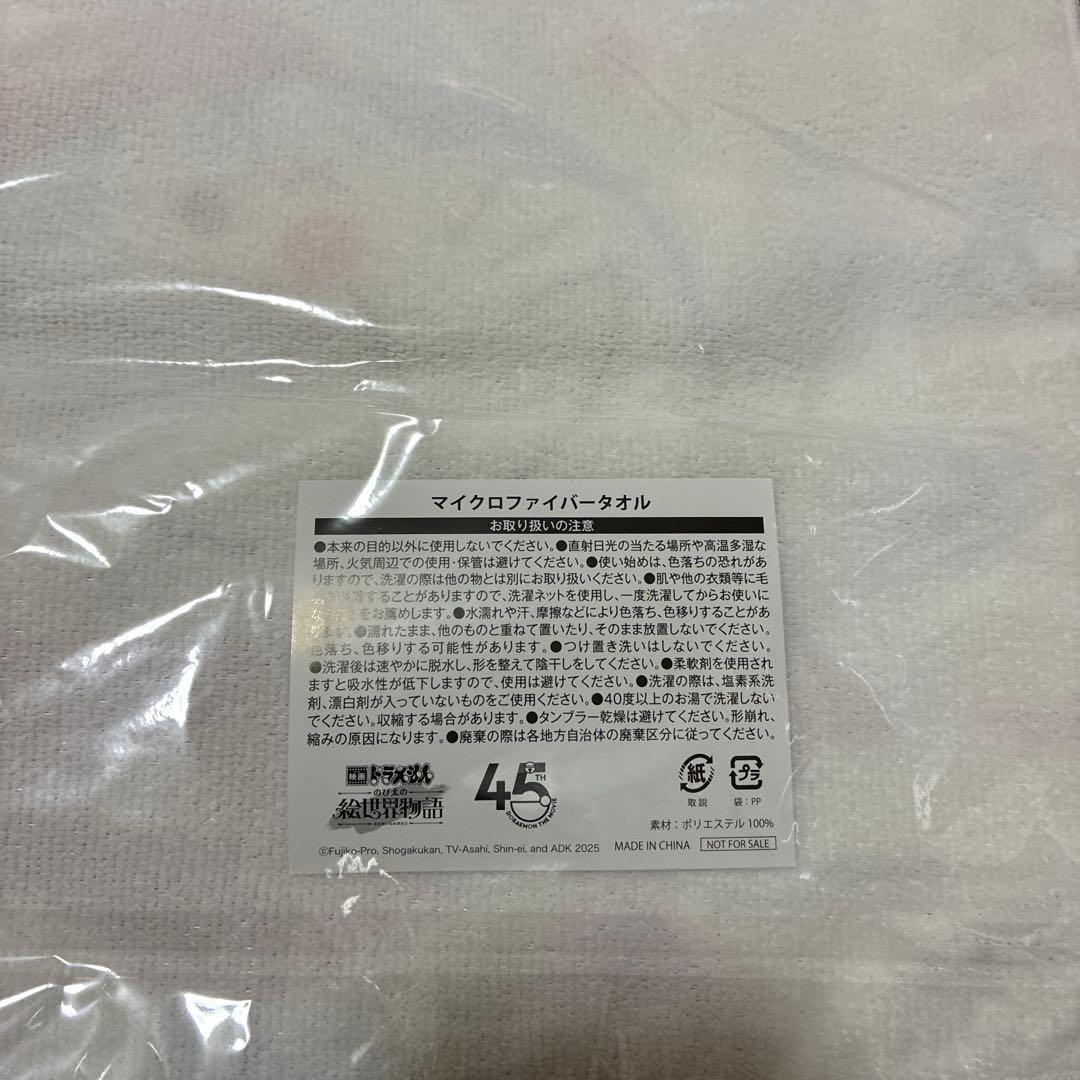 マイクロファイバータオル
お取り扱いの注意
●本来の目的以外に使用しないでください。●直射日光の当たる場所や高温多湿な
場所、火気周辺での使用・保管は避けてください。●使い始めは、色落ちの恐れがあ
りますので、洗濯の際は他の物とは別にお取り扱いください。●肌や他の衣類等に毛
することがありますので、洗濯ネットを使用し、一度洗濯してからお使いに
をお薦めします。●水濡れや汗、摩擦などにより色落ち、色移りすることがあ
ります。●濡れたまま、他のものと重ねて置いたり、そのまま放置しないでください。
色落ち、色移りする可能性があります。●つけ置き洗いはしないでください。
●洗濯後は速やかに脱水し、形を整えて陰干しをしてください。●柔軟剤を使用され
ますと吸水性が低下しますので、使用は避けてください。●洗濯の際は、塩素系洗
剤、漂白剤が入っていないものをご使用ください。●40度以上のお湯で洗濯しない
でください。収縮する場合があります。●タンブラー乾燥は避けてください。形崩れ、
縮みの原因になります。●廃棄の際は各地方自治体の廃棄区分に従ってください。
映画 ドラえもん
のび太の
絵世界物語
45TH
DORAEMON THE MOVIE
紙
取説
プラ
袋:PP
素材:ポリエステル100%
©Fujiko-Pro, Shogakukan, TV-Asahi, Shin-ei, and ADK 2025 MADE IN CHINA NOT FOR SALE